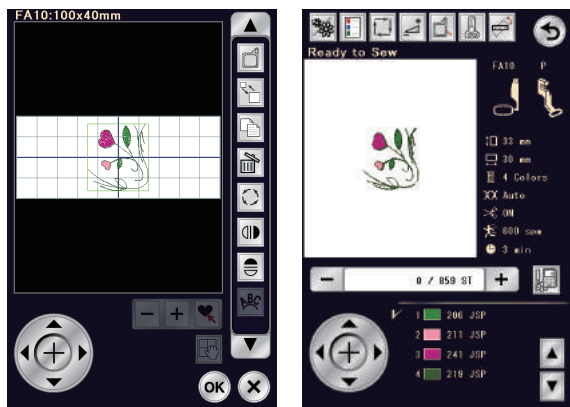 FA10:100x40mm
ABC
OK
Ready to Sew
FA10 P
33 mm
30 mm
4 Colors
Auto
ON
600 spm
3 min
0 / 859 ST
1 206 JSP
2 211 JSP
3 241 JSP
4 219 JSP